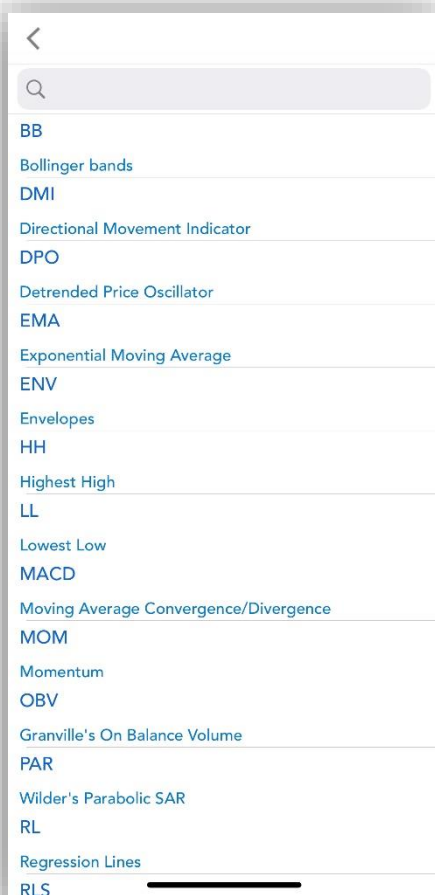 BB
Bollinger bands
DMI
Directional Movement Indicator
DPO
Detrended Price Oscillator
EMA
Exponential Moving Average
ENV
Envelopes
HH
Highest High
LL
Lowest Low
MACD
Moving Average Convergence/Divergence
MOM
Momentum
OBV
Granville's On Balance Volume
PAR
Wilder's Parabolic SAR
RL
Regression Lines
RLS